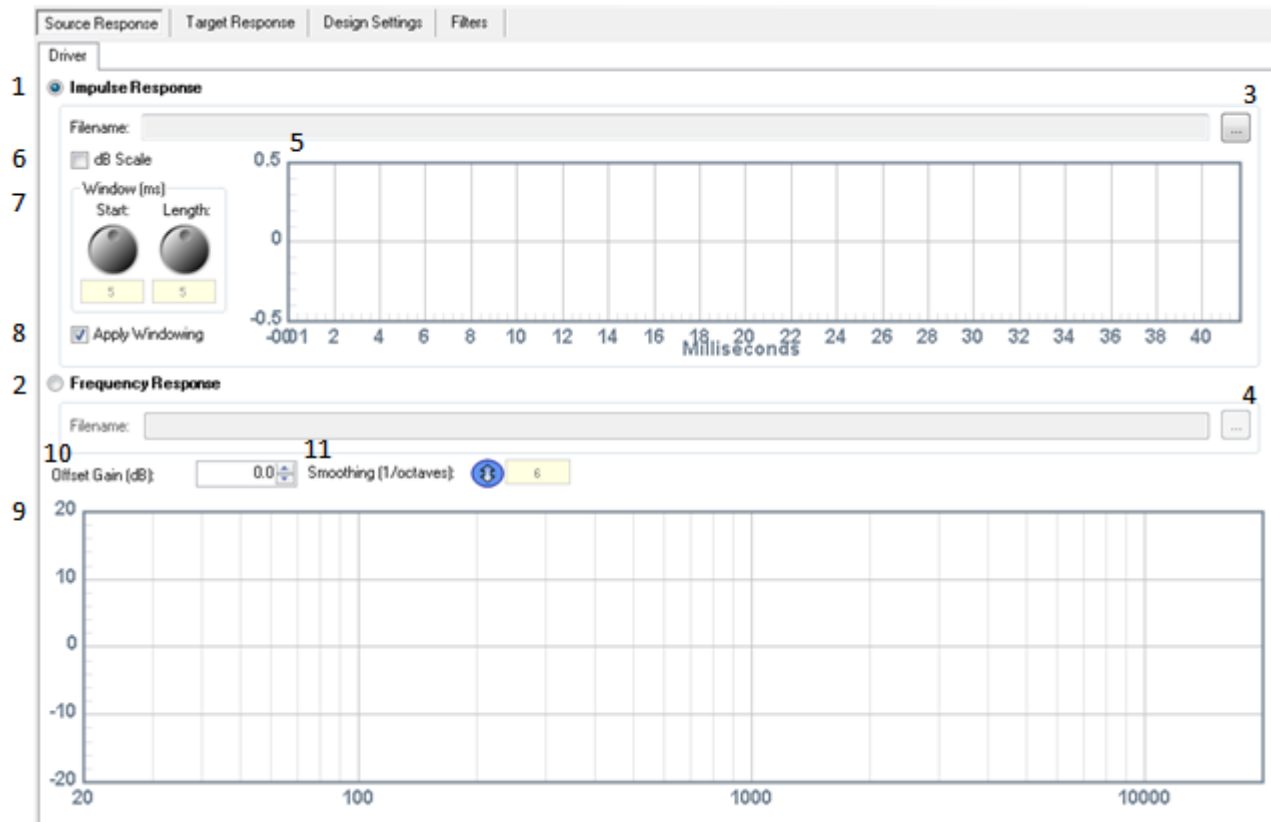 Source Response Target Response Design Settings Filters
Driver
1 Impulse Response 3
Filename: ...
5
6 dB Scale 0.5
Window (ms)
7 Start: Length:
0
5 5
-0.5
8 Apply Windowing -0.01 2 4 6 8 10 12 14 16 18 20 22 24 26 28 30 32 34 36 38 40
Milliseconds
2 Frequency Response 4
Filename: ...
10 11
Offset Gain (dB): 0.0 Smoothing (1/octaves): 6
9 20
10
0
-10
-20
20 100 1000 10000